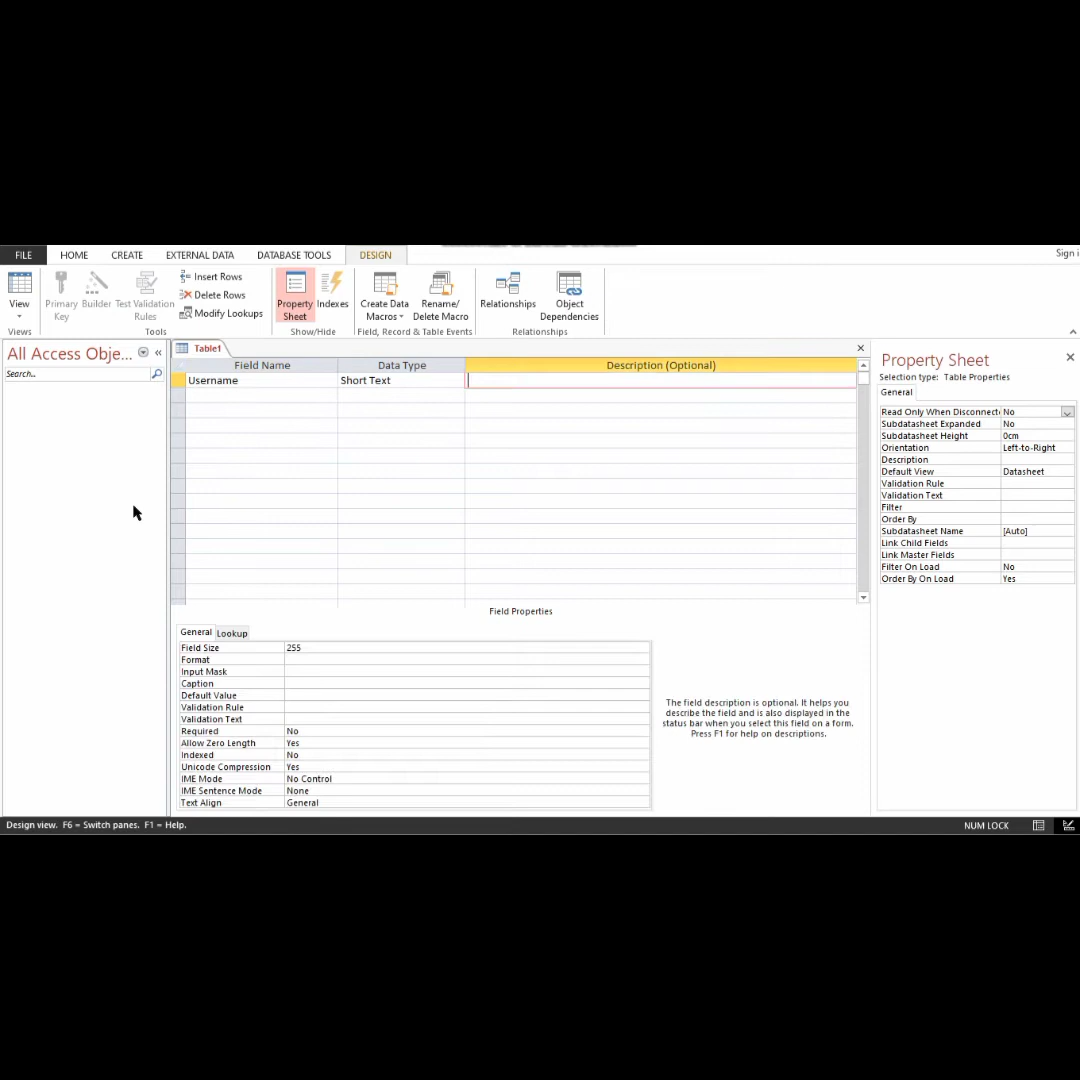 FILE HOME CREATE EXTERNAL DATA DATABASE TOOLS DESIGN Sign i
View Primary Key Builder Test Validation Rules
Insert Rows
Delete Rows
Modify Lookups
Property Sheet Indexes
Create Data Macros Rename/ Delete Macro
Relationships Object Dependencies
Views Tools Show/Hide Field, Record & Table Events Relationships
All Access Obje...
Search..
Table1
Field Name Data Type Description (Optional)
Username Short Text
Field Properties
General Lookup
Field Size 255
Format
Input Mask
Caption
Default Value
Validation Rule
Validation Text
Required No
Allow Zero Length Yes
Indexed No
Unicode Compression Yes
IME Mode No Control
IME Sentence Mode None
Text Align General
The field description is optional. It helps you
describe the field and is also displayed in the
status bar when you select this field on a form.
Press F1 for help on descriptions.
Property Sheet
Selection type: Table Properties
General
Read Only When Disconnect No
Subdatasheet Expanded No
Subdatasheet Height 0cm
Orientation Left-to-Right
Description
Default View Datasheet
Validation Rule
Validation Text
Filter
Order By
Subdatasheet Name [Auto]
Link Child Fields
Link Master Fields
Filter On Load No
Order By On Load Yes
Design view. F6 = Switch panes. F1 = Help. NUM LOCK